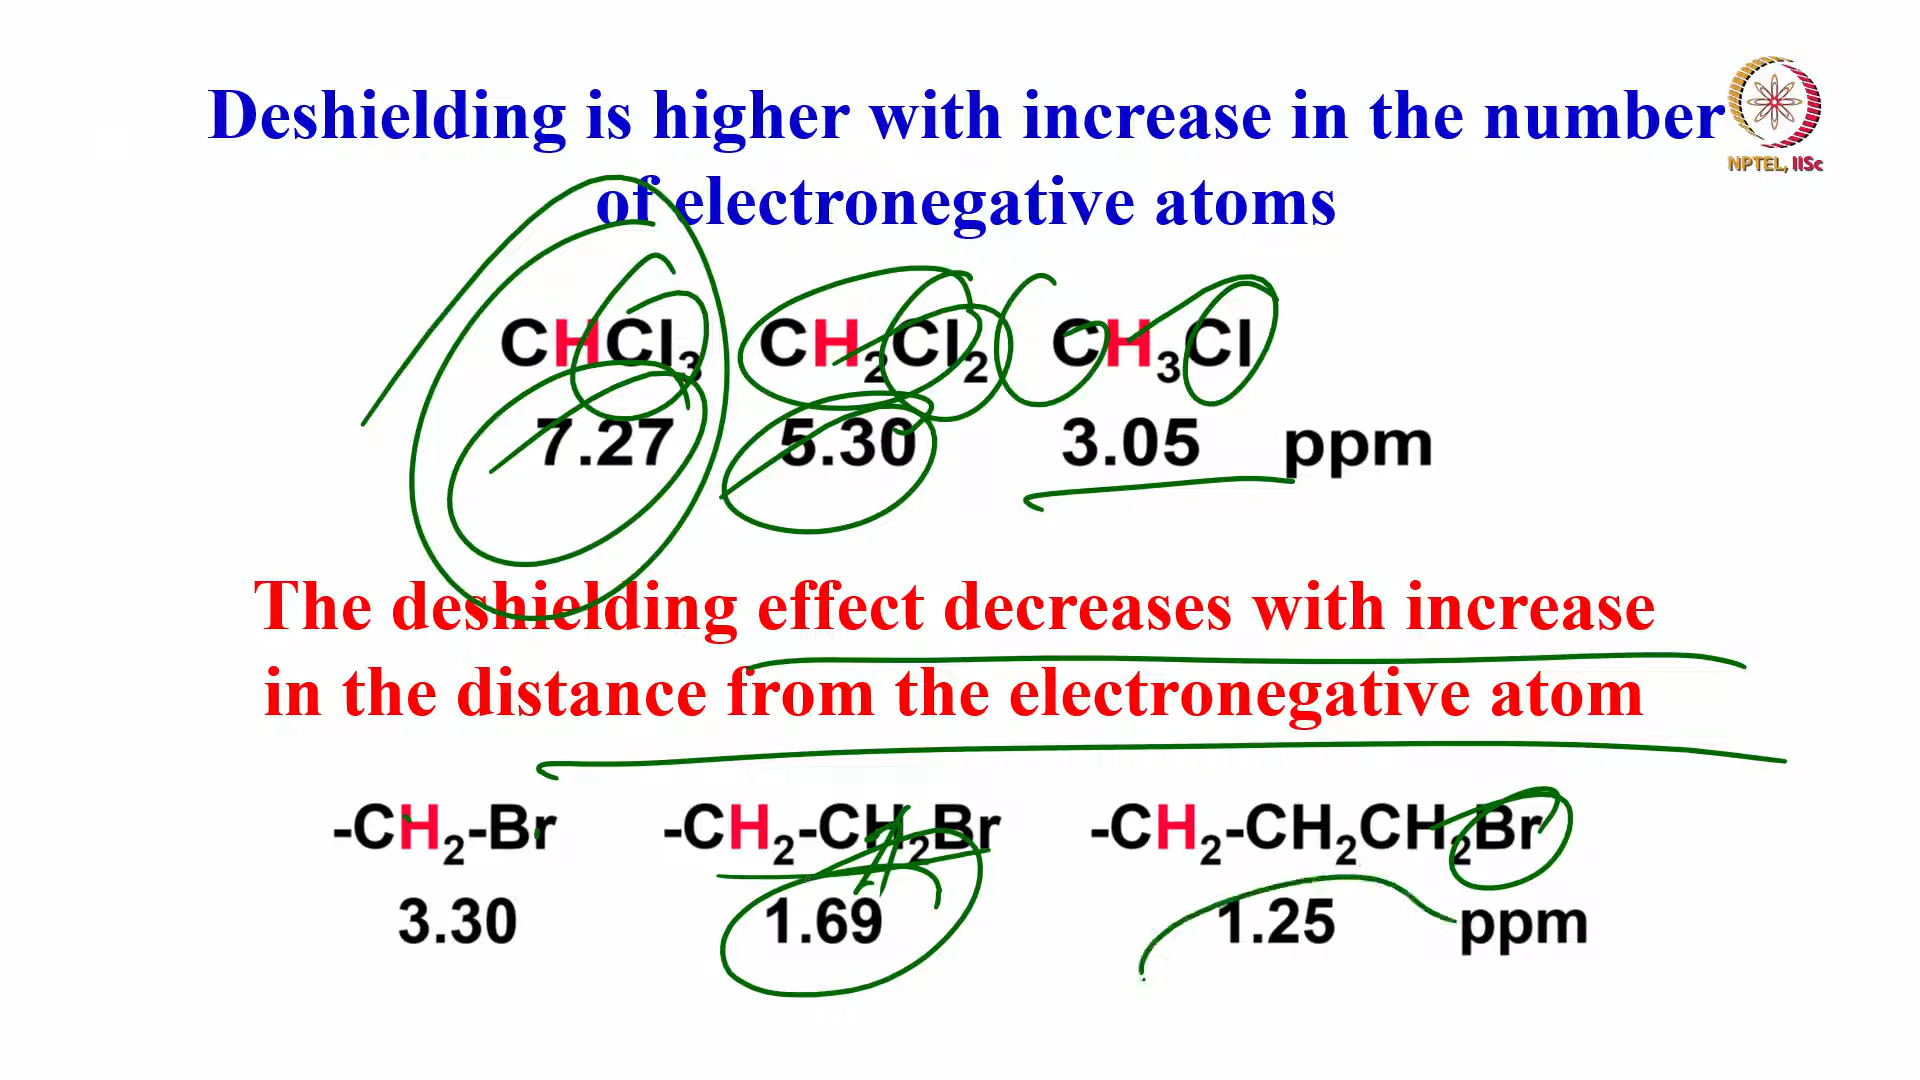 Deshielding is higher with increase in the number
of electronegative atoms
NPTEL, IISc
CHCl₃ CH₂Cl₂ CH₃Cl
7.27 5.30 3.05 ppm
The deshielding effect decreases with increase
in the distance from the electronegative atom
-CH₂-Br -CH₂-CH₂Br -CH₂-CH₂CH₂Br
3.30 1.69 1.25 ppm